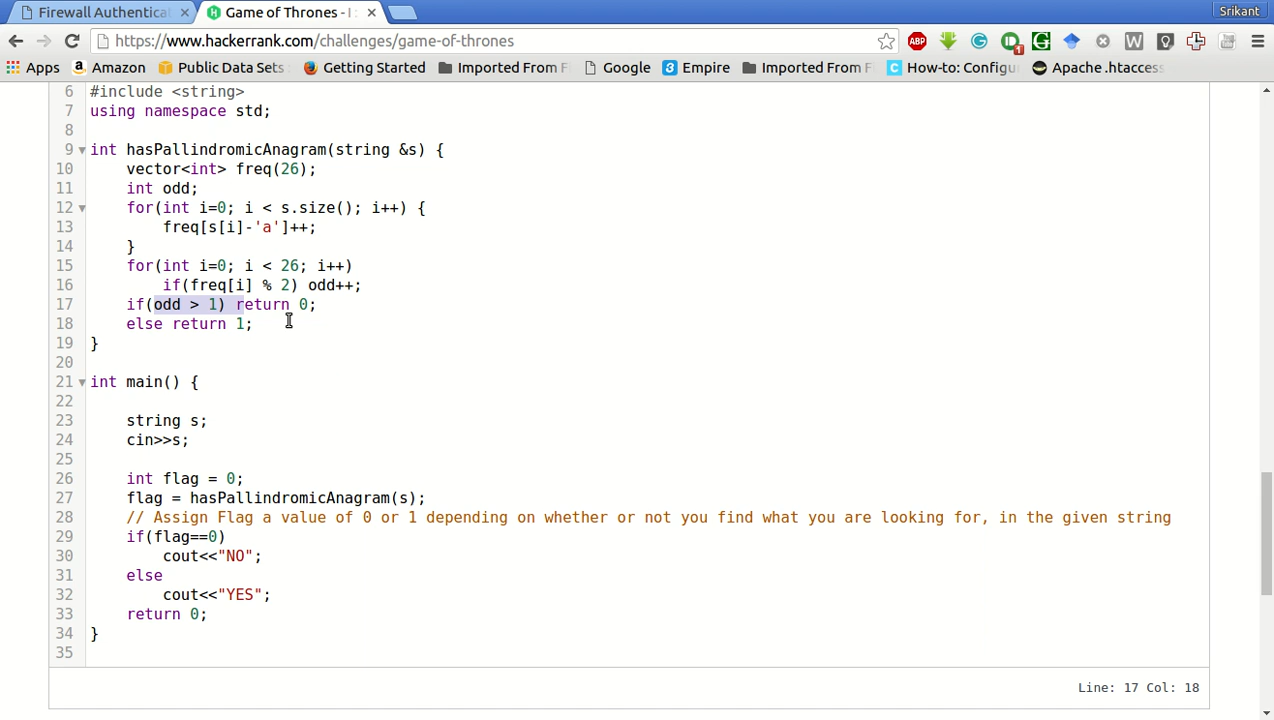 Firewall Authentica
Game of Thrones - I :
Srikant
https://www.hackerrank.com/challenges/game-of-thrones
Apps
Amazon
Public Data Sets
Getting Started
Imported From F
Google
Empire
Imported From F
How-to: Configu
Apache .htaccess
6 #include <string>
7 using namespace std;
8
9 int hasPallindromicAnagram(string &s) {
10 vector<int> freq(26);
11 int odd;
12 for(int i=0; i < s.size(); i++) {
13 freq[s[i]-'a']++;
14 }
15 for(int i=0; i < 26; i++)
16 if(freq[i] % 2) odd++;
17 if(odd > 1) return 0;
18 else return 1;
19 }
20
21 int main() {
22
23 string s;
24 cin>>s;
25
26 int flag = 0;
27 flag = hasPallindromicAnagram(s);
28 // Assign Flag a value of 0 or 1 depending on whether or not you find what you are looking for, in the given string
29 if(flag==0)
30 cout<<"NO";
31 else
32 cout<<"YES";
33 return 0;
34 }
35
Line: 17 Col: 18